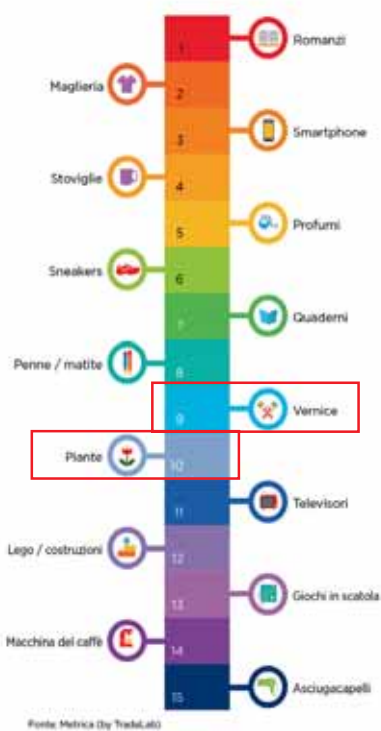 1 Romanzi
Maglieria 2
3 Smartphone
Stoviglie 4
5 Profumi
Sneakers 6
7 Quaderni
Penne / matite 8
9 Vernice
Piante 10
11 Televisori
Lego / costruzioni 12
13 Giochi in scatola
Macchina del caffè 14
15 Asciugacapelli
Fonte: Metrica (by TradeLab)